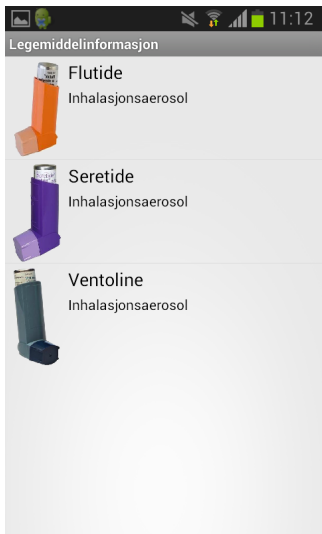 11:12
Legemiddelinformasjon
Flutide
Inhalasjonsaerosol
Seretide
Inhalasjonsaerosol
Ventoline
Inhalasjonsaerosol